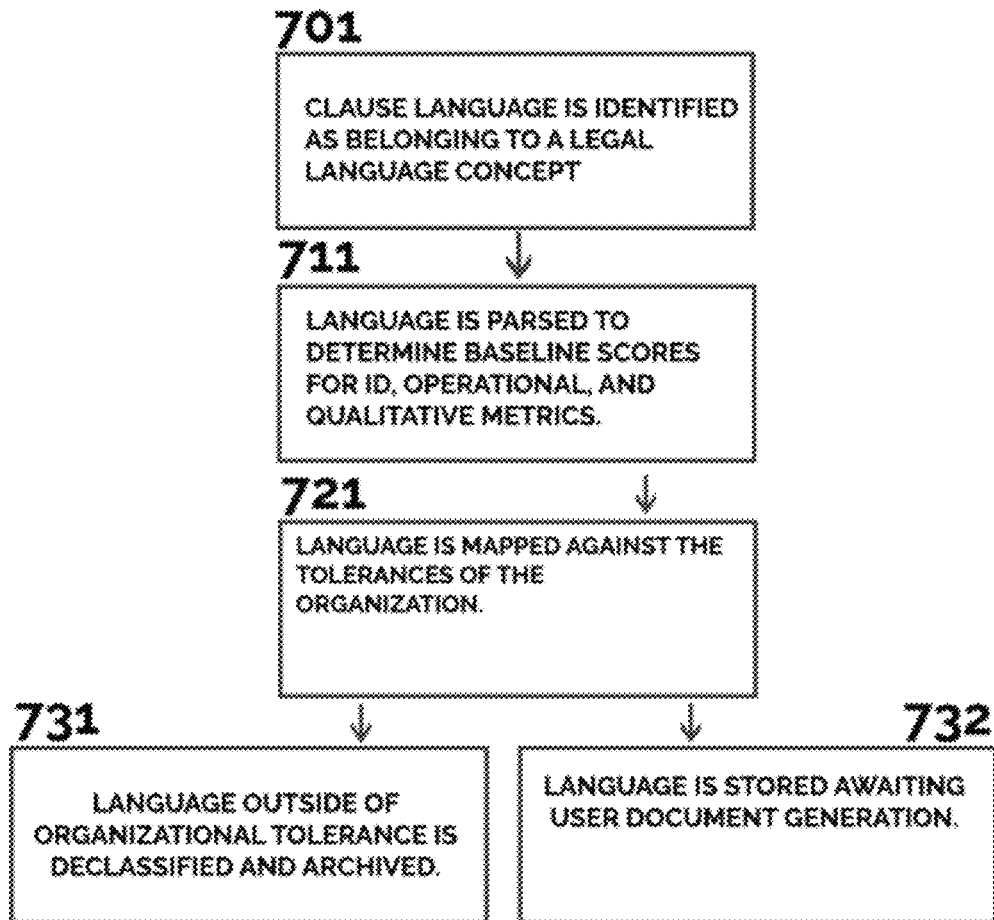 701
CLAUSE LANGUAGE IS IDENTIFIED
AS BELONGING TO A LEGAL
LANGUAGE CONCEPT
711
LANGUAGE IS PARSED TO
DETERMINE BASELINE SCORES
FOR ID, OPERATIONAL, AND
QUALITATIVE METRICS.
721
LANGUAGE IS MAPPED AGAINST THE
TOLERANCES OF THE
ORGANIZATION.
731
LANGUAGE OUTSIDE OF
ORGANIZATIONAL TOLERANCE IS
DECLASSIFIED AND ARCHIVED.
732
LANGUAGE IS STORED AWAITING
USER DOCUMENT GENERATION.